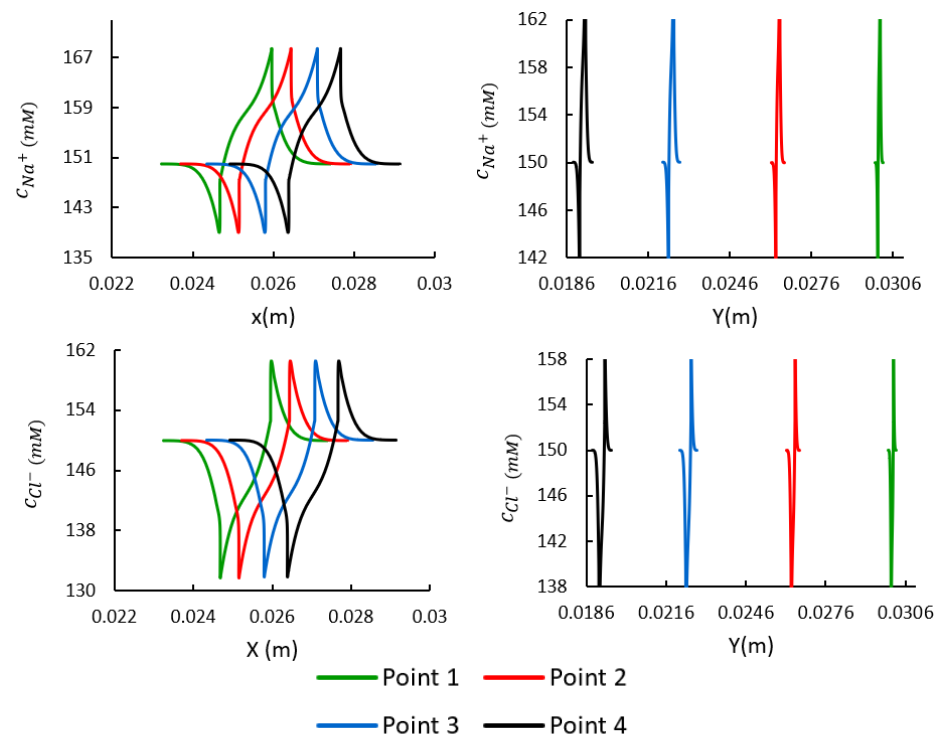 167
159
151
143
135
c_Na⁺ (mM)
0.022 0.024 0.026 0.028 0.03
x(m)
162
158
154
150
146
142
c_Na⁺ (mM)
0.0186 0.0216 0.0246 0.0276 0.0306
Y(m)
162
154
146
138
130
c_Cl⁻ (mM)
0.022 0.024 0.026 0.028 0.03
X (m)
158
154
150
146
142
138
c_Cl⁻ (mM)
0.0186 0.0216 0.0246 0.0276 0.0306
Y(m)
Point 1 Point 2
Point 3 Point 4